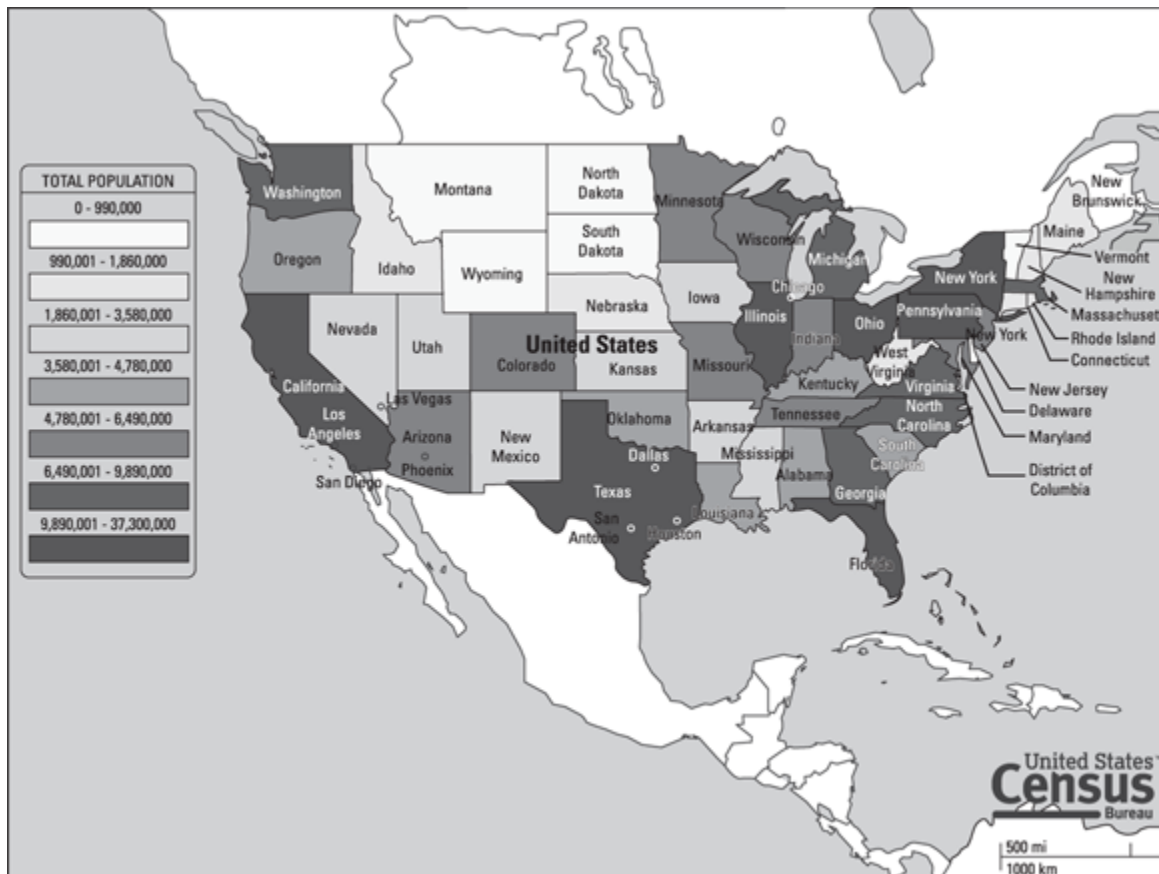 TOTAL POPULATION
0 - 990,000
990,001 - 1,860,000
1,860,001 - 3,580,000
3,580,001 - 4,780,000
4,780,001 - 6,490,000
6,490,001 - 9,890,000
9,890,001 - 37,300,000
Washington
Montana
North
Dakota
Minnesota
New
Brunswick
Maine
Oregon
Idaho
Wyoming
South
Dakota
Wisconsin
Michigan
New York
Vermont
New
Hampshire
Massachuset
Rhode Island
Connecticut
Nevada
Utah
Nebraska
Iowa
Chicago
Illinois
Indiana
Ohio
Pennsylvania
New York
United States
Colorado
Kansas
Missouri
West
Virginia
Virginia
Kentucky
New Jersey
Delaware
Maryland
District of
Columbia
California
Las Vegas
Los
Angeles
Arizona
Phoenix
San Diego
New
Mexico
Oklahoma
Arkansas
Tennessee
North
Carolina
South
Carolina
Dallas
Texas
San
Antonio
Houston
Louisiana
Mississippi
Alabama
Georgia
Florida
United States
Census
Bureau
500 mi
1000 km